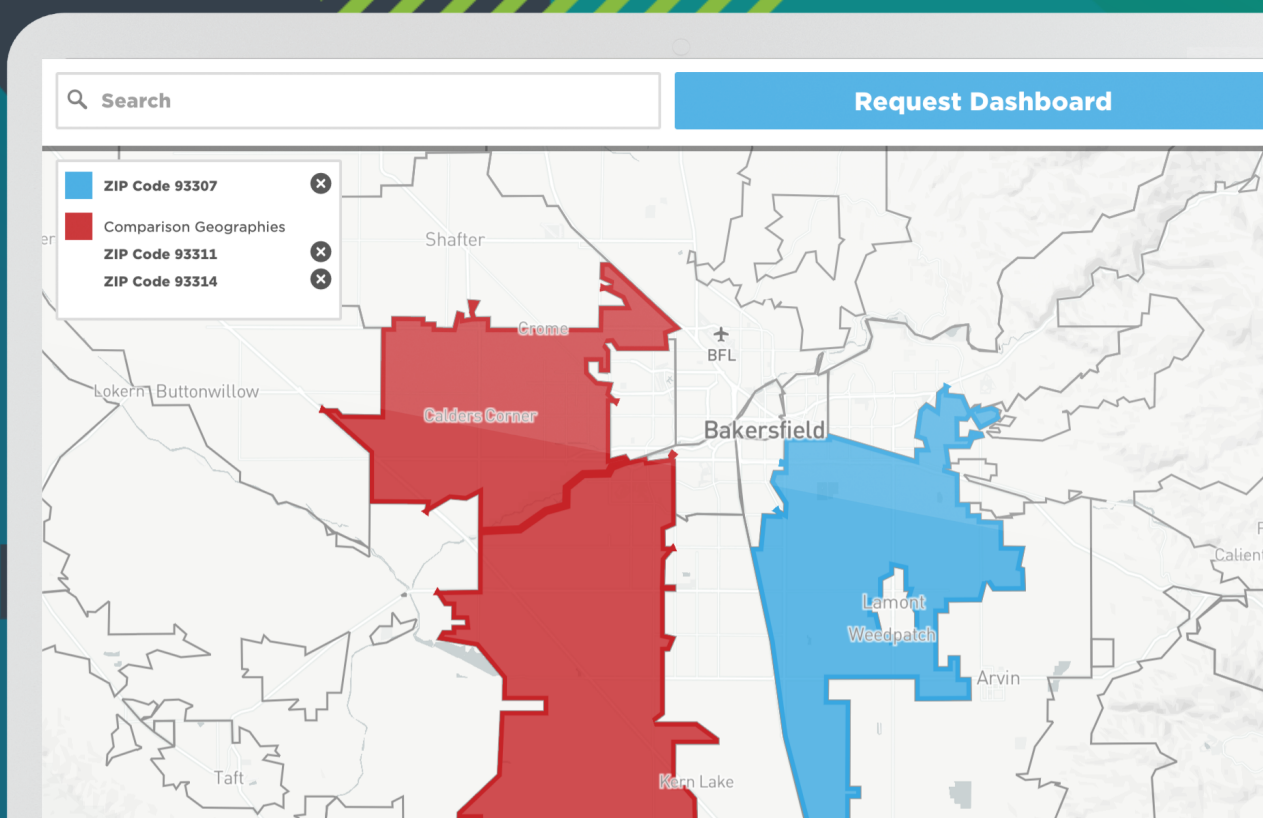 Search
Request Dashboard
ZIP Code 93307
Comparison Geographies
ZIP Code 93311
ZIP Code 93314
Shafter
Crome
BFL
Lokern
Buttonwillow
Calders Corner
Bakersfield
Lamont
Weedpatch
Arvin
Taft
Kern Lake